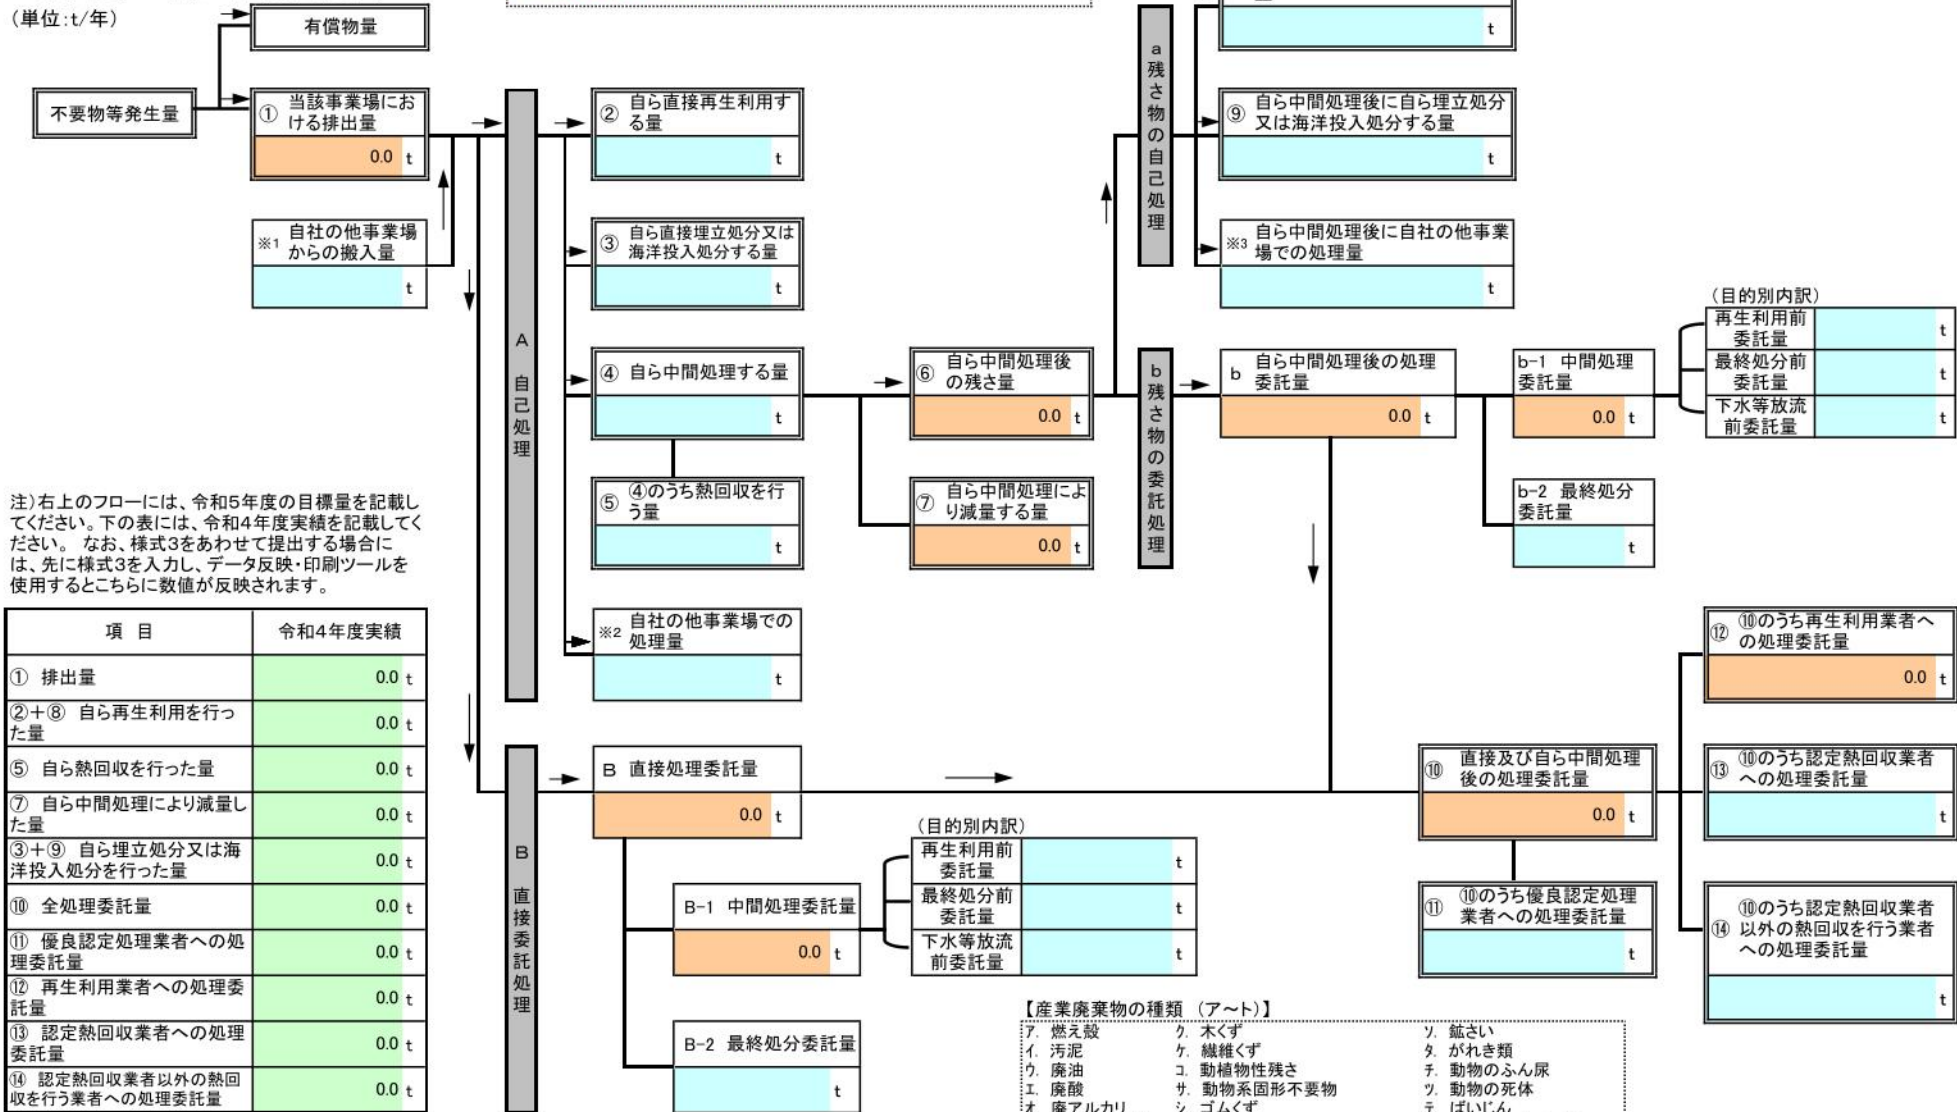 (単位:t/年)
有償物量
不要物等発生量
① 当該事業場にお
ける排出量
0.0 t
※1 自社の他事業場
からの搬入量
t
A 自己処理
② 自ら直接再生利用す
る量
t
③ 自ら直接埋立処分又は
海洋投入処分する量
t
④ 自ら中間処理する量
t
⑤ ④のうち熱回収を行
う量
t
※2 自社の他事業場での
処理量
t
⑥ 自ら中間処理後
の残さ量
0.0 t
⑦ 自ら中間処理によ
り減量する量
0.0 t
a 残さ物の自己処理
t
⑨ 自ら中間処理後に自ら埋立処分
又は海洋投入処分する量
t
※3 自ら中間処理後に自社の他事業
場での処理量
t
b 残さ物の委託処理
b 自ら中間処理後の処理
委託量
0.0 t
b-1 中間処理
委託量
0.0 t
b-2 最終処分
委託量
t
(目的別内訳)
再生利用前
委託量
t
最終処分前
委託量
t
下水等放流
前委託量
t
注)右上のフローには、令和5年度の目標量を記載し
てください。下の表には、令和4年度実績を記載してく
ださい。 なお、様式3をあわせて提出する場合に
は、先に様式3を入力し、データ反映・印刷ツールを
使用するとこちらに数値が反映されます。
項 目 令和4年度実績
① 排出量 0.0 t
②+⑧ 自ら再生利用を行っ
た量 0.0 t
⑤ 自ら熱回収を行った量 0.0 t
⑦ 自ら中間処理により減量し
た量 0.0 t
③+⑨ 自ら埋立処分又は海
洋投入処分を行った量 0.0 t
⑩ 全処理委託量 0.0 t
⑪ 優良認定処理業者への処
理委託量 0.0 t
⑫ 再生利用業者への処理委
託量 0.0 t
⑬ 認定熱回収業者への処理
委託量 0.0 t
⑭ 認定熱回収業者以外の熱回
収を行う業者への処理委託量 0.0 t
B 直接委託処理
B 直接処理委託量
0.0 t
B-1 中間処理委託量
0.0 t
B-2 最終処分委託量
t
(目的別内訳)
再生利用前
委託量
t
最終処分前
委託量
t
下水等放流
前委託量
t
⑩ 直接及び自ら中間処理
後の処理委託量
0.0 t
⑪ ⑩のうち優良認定処理
業者への処理委託量
t
⑫ ⑩のうち再生利用業者へ
の処理委託量
0.0 t
⑬ ⑩のうち認定熱回収業者
への処理委託量
t
⑭ ⑩のうち認定熱回収業者
以外の熱回収を行う業者
への処理委託量
t
【産業廃棄物の種類 (ア~ト)】
ア. 燃え殻 ク. 木くず ソ. 鉱さい
イ. 汚泥 ケ. 繊維くず タ. がれき類
ウ. 廃油 コ. 動植物性残さ チ. 動物のふん尿
エ. 廃酸 サ. 動物系固形不要物 ツ. 動物の死体
オ. 廃アルカリ シ. ゴムくず テ. ばいじん